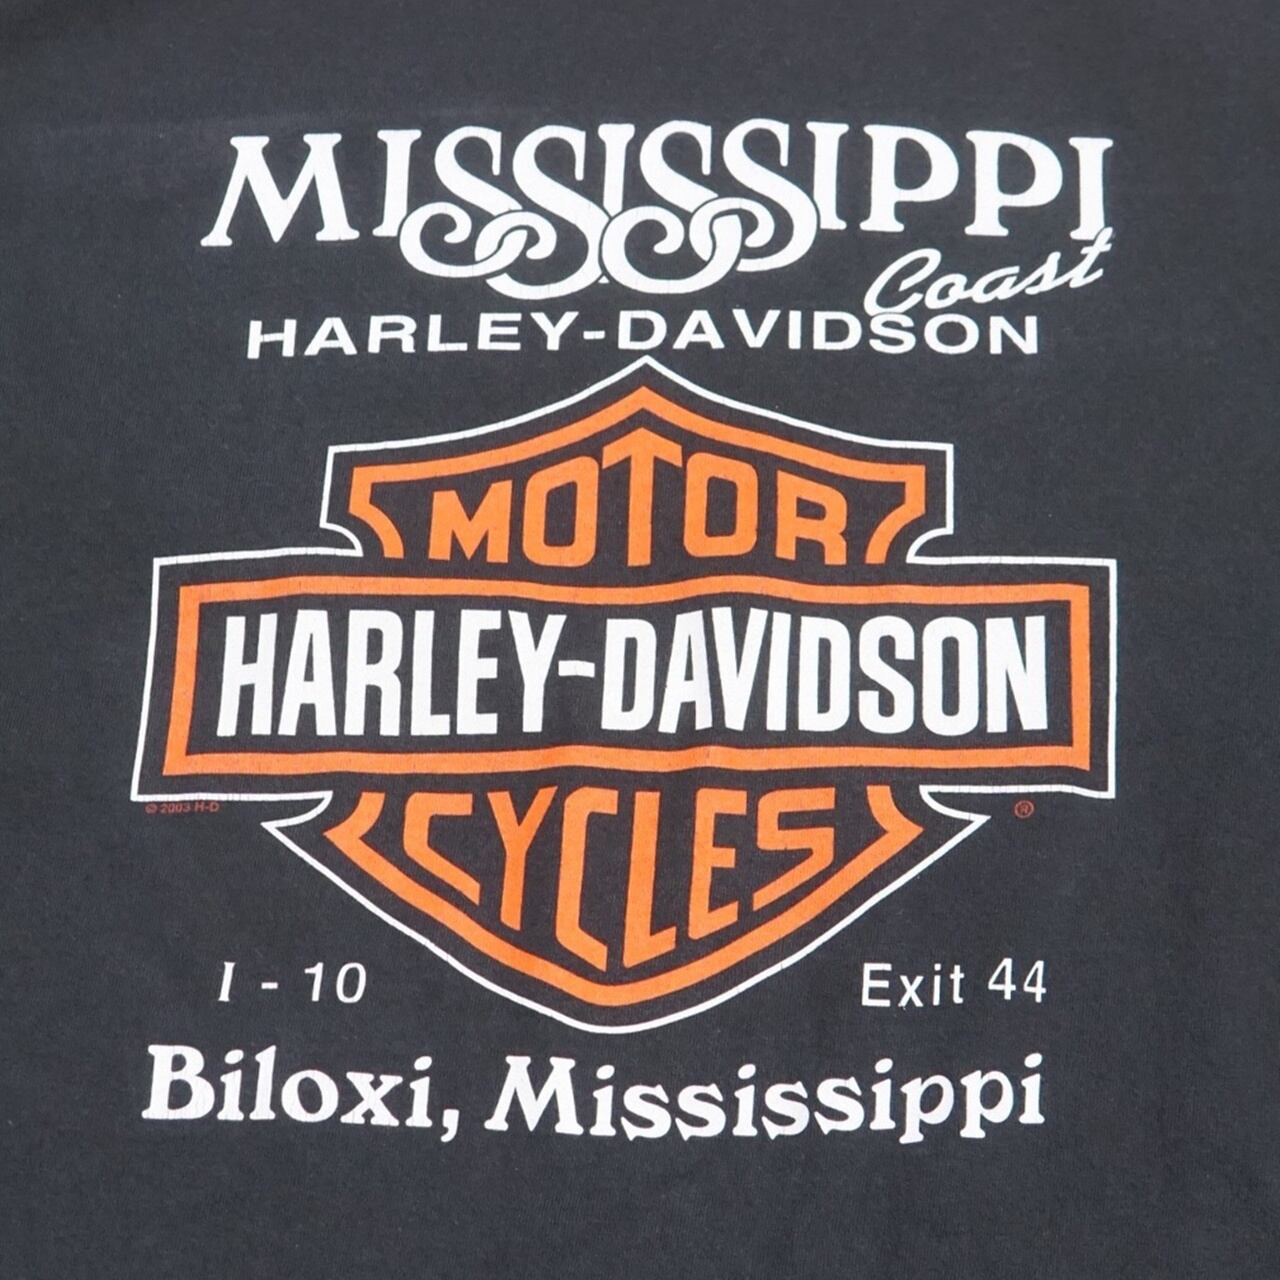 MISSISSIPPI
Coast
HARLEY-DAVIDSON
MOTOR
HARLEY-DAVIDSON
© 2003 H-D
®
CYCLES
I - 10 Exit 44
Biloxi, Mississippi